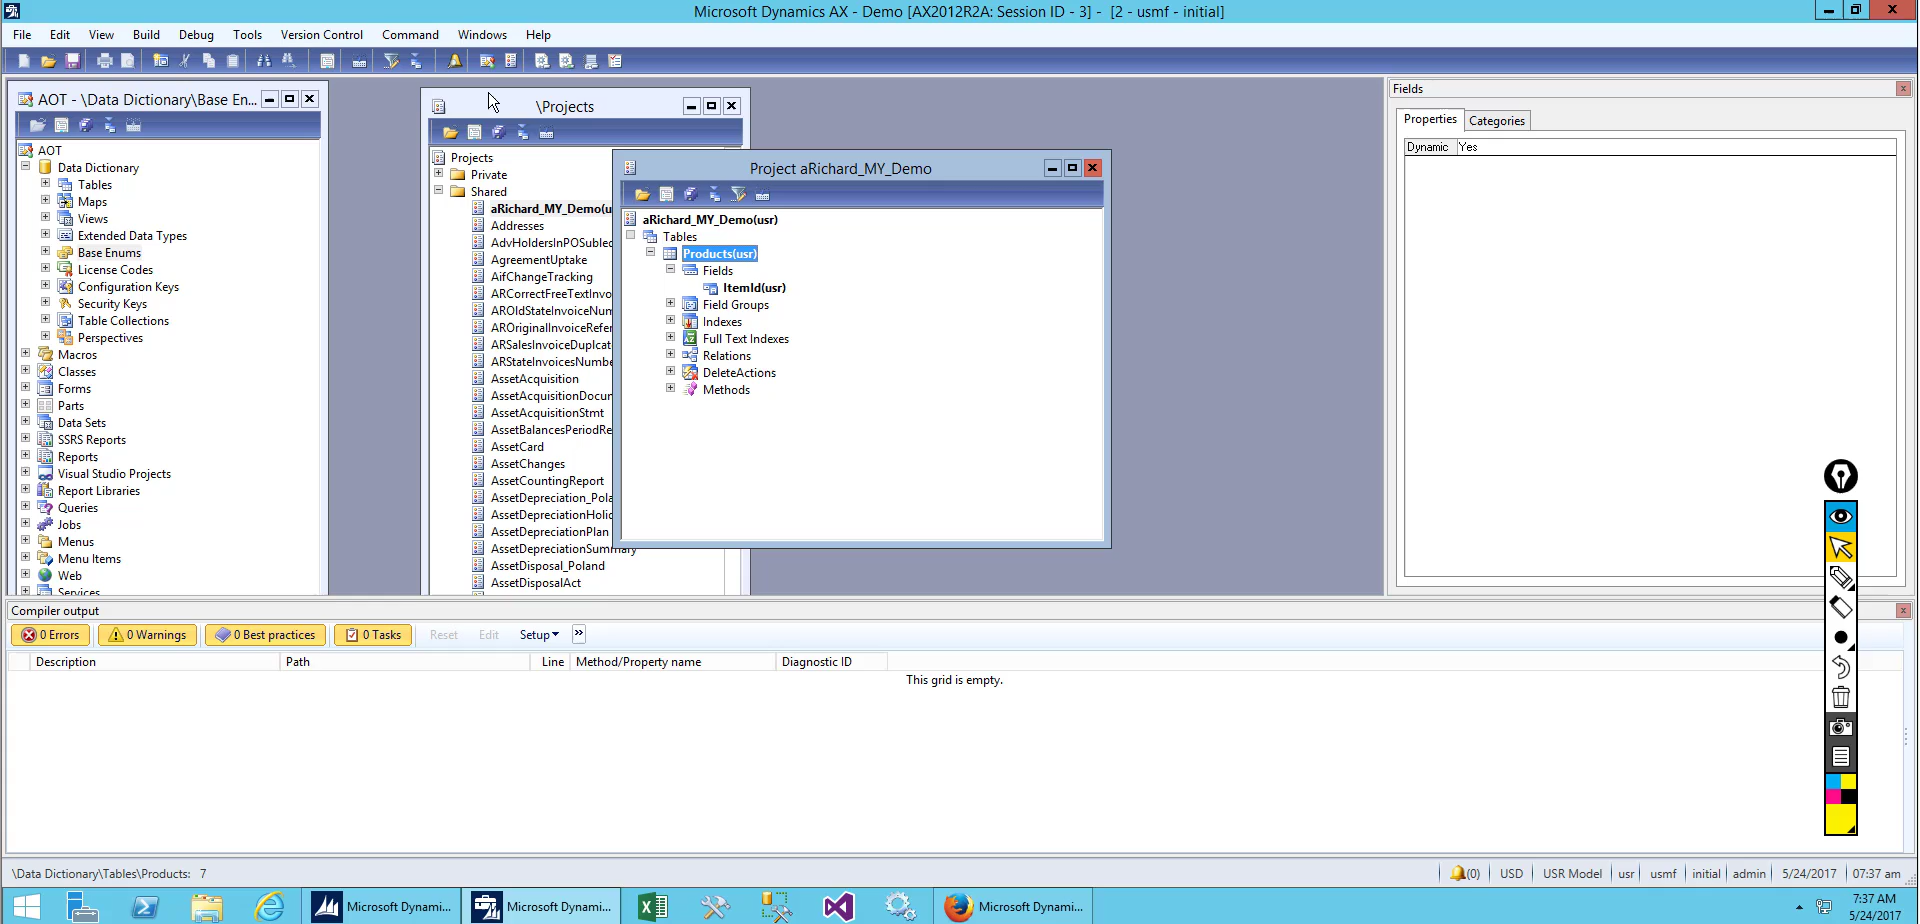 Microsoft Dynamics AX - Demo [AX2012R2A: Session ID - 3] -  [2 - usmf - initial]
File Edit View Build Debug Tools Version Control Command Windows Help
AOT - \Data Dictionary\Base En...
AOT
Data Dictionary
Tables
Maps
Views
Extended Data Types
Base Enums
License Codes
Configuration Keys
Security Keys
Table Collections
Perspectives
Macros
Classes
Forms
Parts
Data Sets
SSRS Reports
Reports
Visual Studio Projects
Report Libraries
Queries
Jobs
Menus
Menu Items
Web
Services
\Projects
Projects
Private
Shared
aRichard_MY_Demo(u
Addresses
AdvHoldersInPOSubled
AgreementUptake
AifChangeTracking
ARCorrectFreeTextInvo
AROldStateInvoiceNum
AROriginalInvoiceRefer
ARSalesInvoiceDuplcat
ARStateInvoicesNumbe
AssetAcquisition
AssetAcquisitionDocur
AssetAcquisitionStmt
AssetBalancesPeriodRe
AssetCard
AssetChanges
AssetCountingReport
AssetDepreciation_Pola
AssetDepreciationHolic
AssetDepreciationPlan
AssetDepreciationSummary
AssetDisposal_Poland
AssetDisposalAct
Project aRichard_MY_Demo
aRichard_MY_Demo(usr)
Tables
Products(usr)
Fields
ItemId(usr)
Field Groups
Indexes
Full Text Indexes
Relations
DeleteActions
Methods
Fields
Properties Categories
Dynamic Yes
Compiler output
0 Errors 0 Warnings 0 Best practices 0 Tasks Reset Edit Setup
Description Path Line Method/Property name Diagnostic ID
This grid is empty.
\Data Dictionary\Tables\Products:  7
(0) USD USR Model usr usmf initial admin 5/24/2017 07:37 am
Microsoft Dynami... Microsoft Dynami... Microsoft Dynami...
7:37 AM
5/24/2017